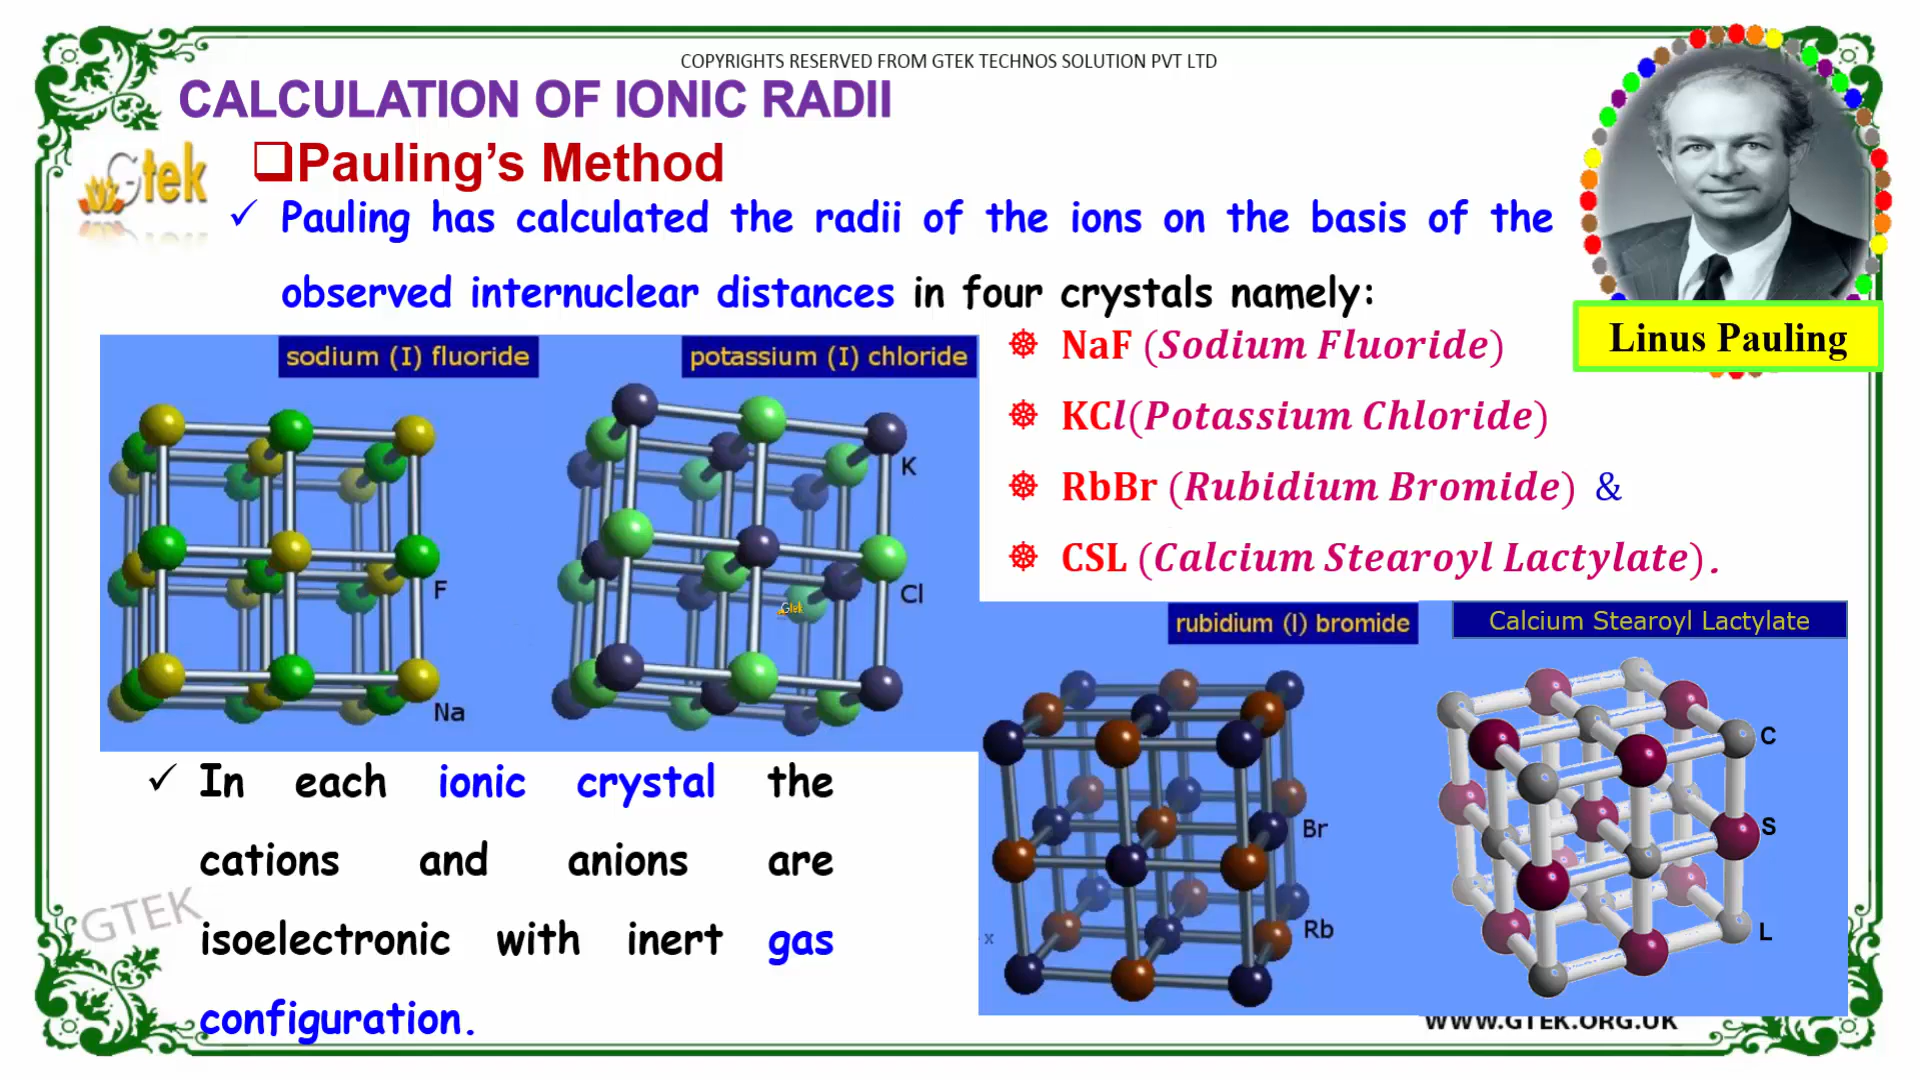 COPYRIGHTS RESERVED FROM GTEK TECHNOS SOLUTION PVT LTD
CALCULATION OF IONIC RADII
Gtek
❑Pauling’s Method
✓ Pauling has calculated the radii of the ions on the basis of the
observed internuclear distances in four crystals namely:
Linus Pauling
sodium (I) fluoride
potassium (I) chloride
K
F
Cl
Na
Gtek
NaF (Sodium Fluoride)
KCl(Potassium Chloride)
RbBr (Rubidium Bromide) &
CSL (Calcium Stearoyl Lactylate).
rubidium (I) bromide
Calcium Stearoyl Lactylate
Br
Rb
x
C
S
L
✓ In each ionic crystal the
cations and anions are
isoelectronic with inert gas
configuration.
GTEK
WWW.GTEK.ORG.UK